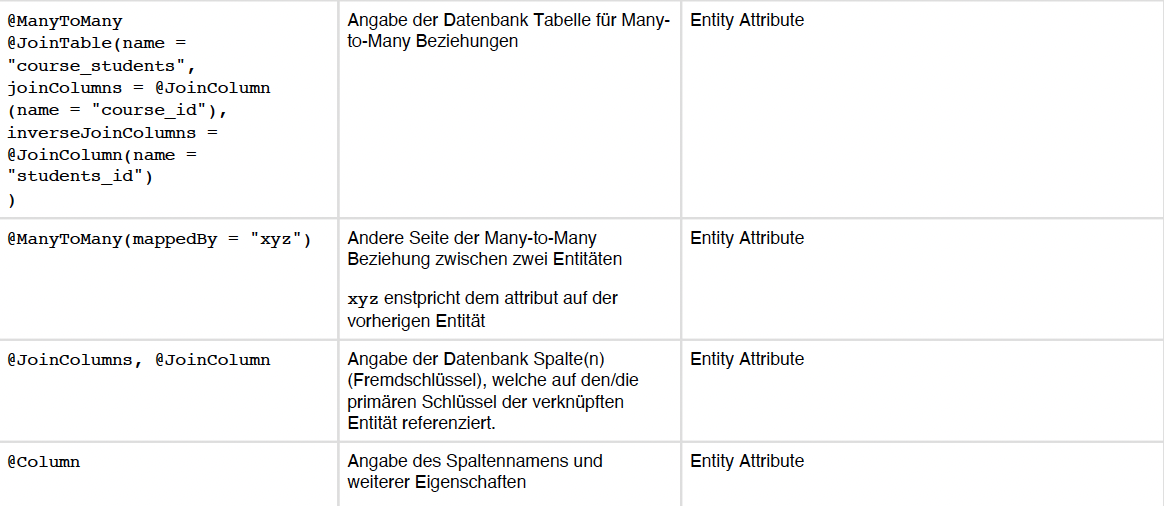 @ManyToMany
@JoinTable(name =
"course_students",
joinColumns = @JoinColumn
(name = "course_id"),
inverseJoinColumns =
@JoinColumn(name =
"students_id")
)
Angabe der Datenbank Tabelle für Many-
to-Many Beziehungen
Entity Attribute
@ManyToMany(mappedBy = "xyz")
Andere Seite der Many-to-Many
Beziehung zwischen zwei Entitäten
xyz enstpricht dem attribut auf der
vorherigen Entität
Entity Attribute
@JoinColumns, @JoinColumn
Angabe der Datenbank Spalte(n)
(Fremdschlüssel), welche auf den/die
primären Schlüssel der verknüpften
Entität referenziert.
Entity Attribute
@Column
Angabe des Spaltennamens und
weiterer Eigenschaften
Entity Attribute